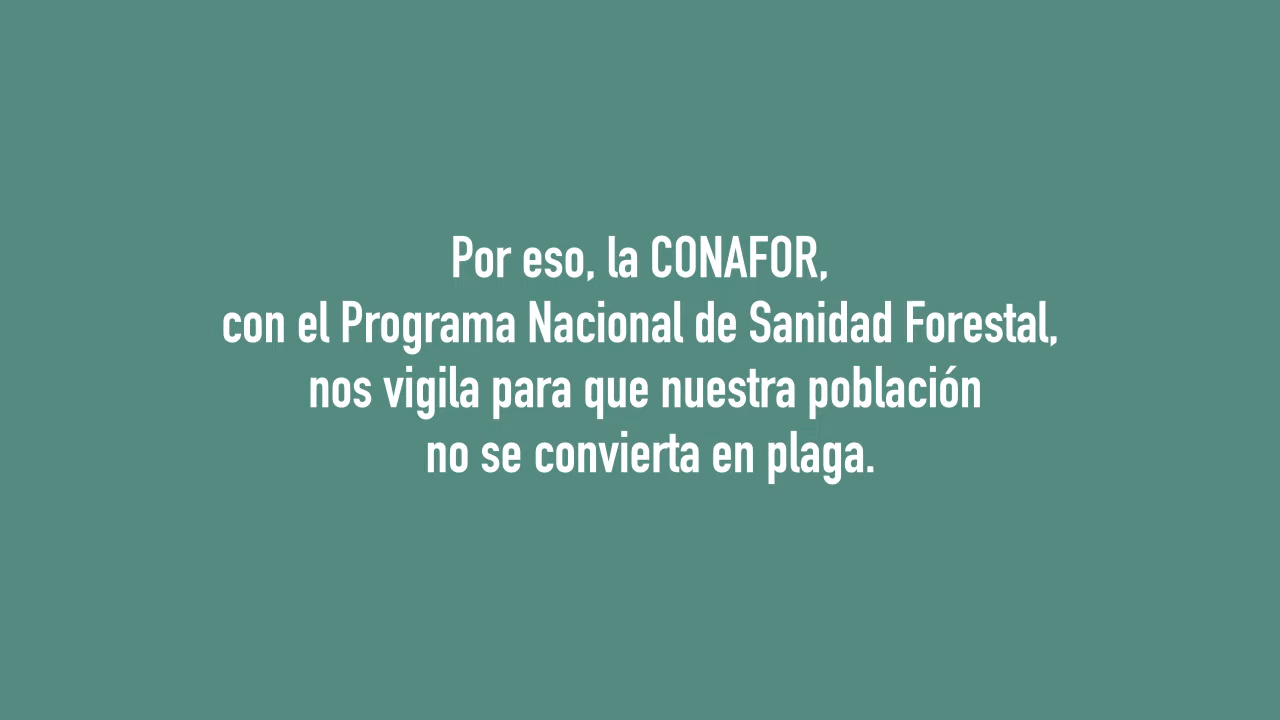 Por eso, la CONAFOR,
con el Programa Nacional de Sanidad Forestal,
nos vigila para que nuestra población
no se convierta en plaga.